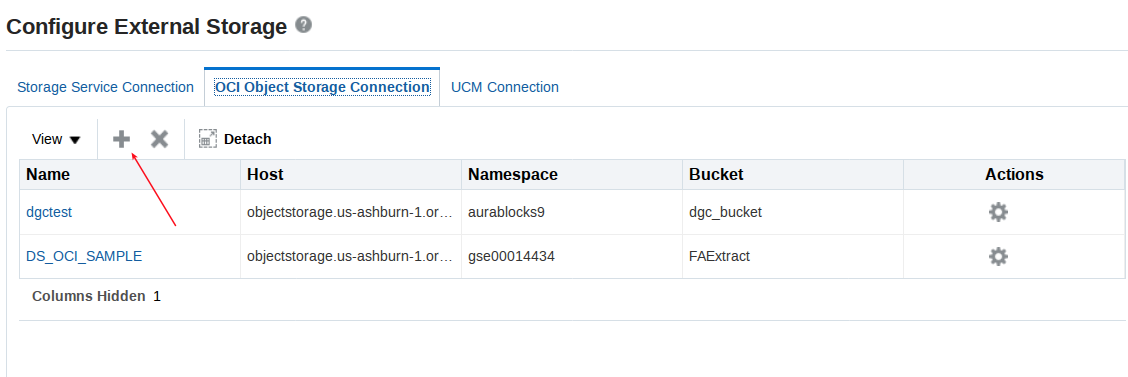 Configure External Storage ?
Storage Service Connection OCI Object Storage Connection UCM Connection
View Detach
Name Host Namespace Bucket Actions
dgctest objectstorage.us-ashburn-1.or... aurablocks9 dgc_bucket
DS_OCI_SAMPLE objectstorage.us-ashburn-1.or... gse00014434 FAExtract
Columns Hidden 1